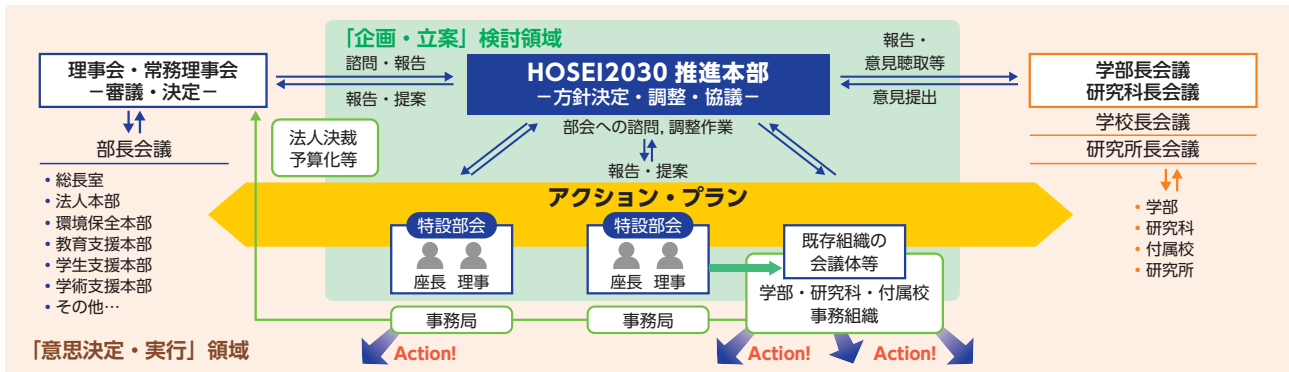 「企画・立案」検討領域
理事会・常務理事会
－審議・決定－
諮問・報告
報告・提案
HOSEI2030 推進本部
－方針決定・調整・協議－
報告・
意見聴取等
意見提出
学部長会議
研究科長会議
学校長会議
研究所長会議
部長会議
・総長室
・法人本部
・環境保全本部
・教育支援本部
・学生支援本部
・学術支援本部
・その他…
法人決裁
予算化等
部会への諮問, 調整作業
報告・提案
アクション・プラン
特設部会
座長 理事
特設部会
座長 理事
既存組織の
会議体等
学部・研究科・付属校
事務組織
・学部
・研究科
・付属校
・研究所
事務局
事務局
「意思決定・実行」領域
Action!
Action!
Action!